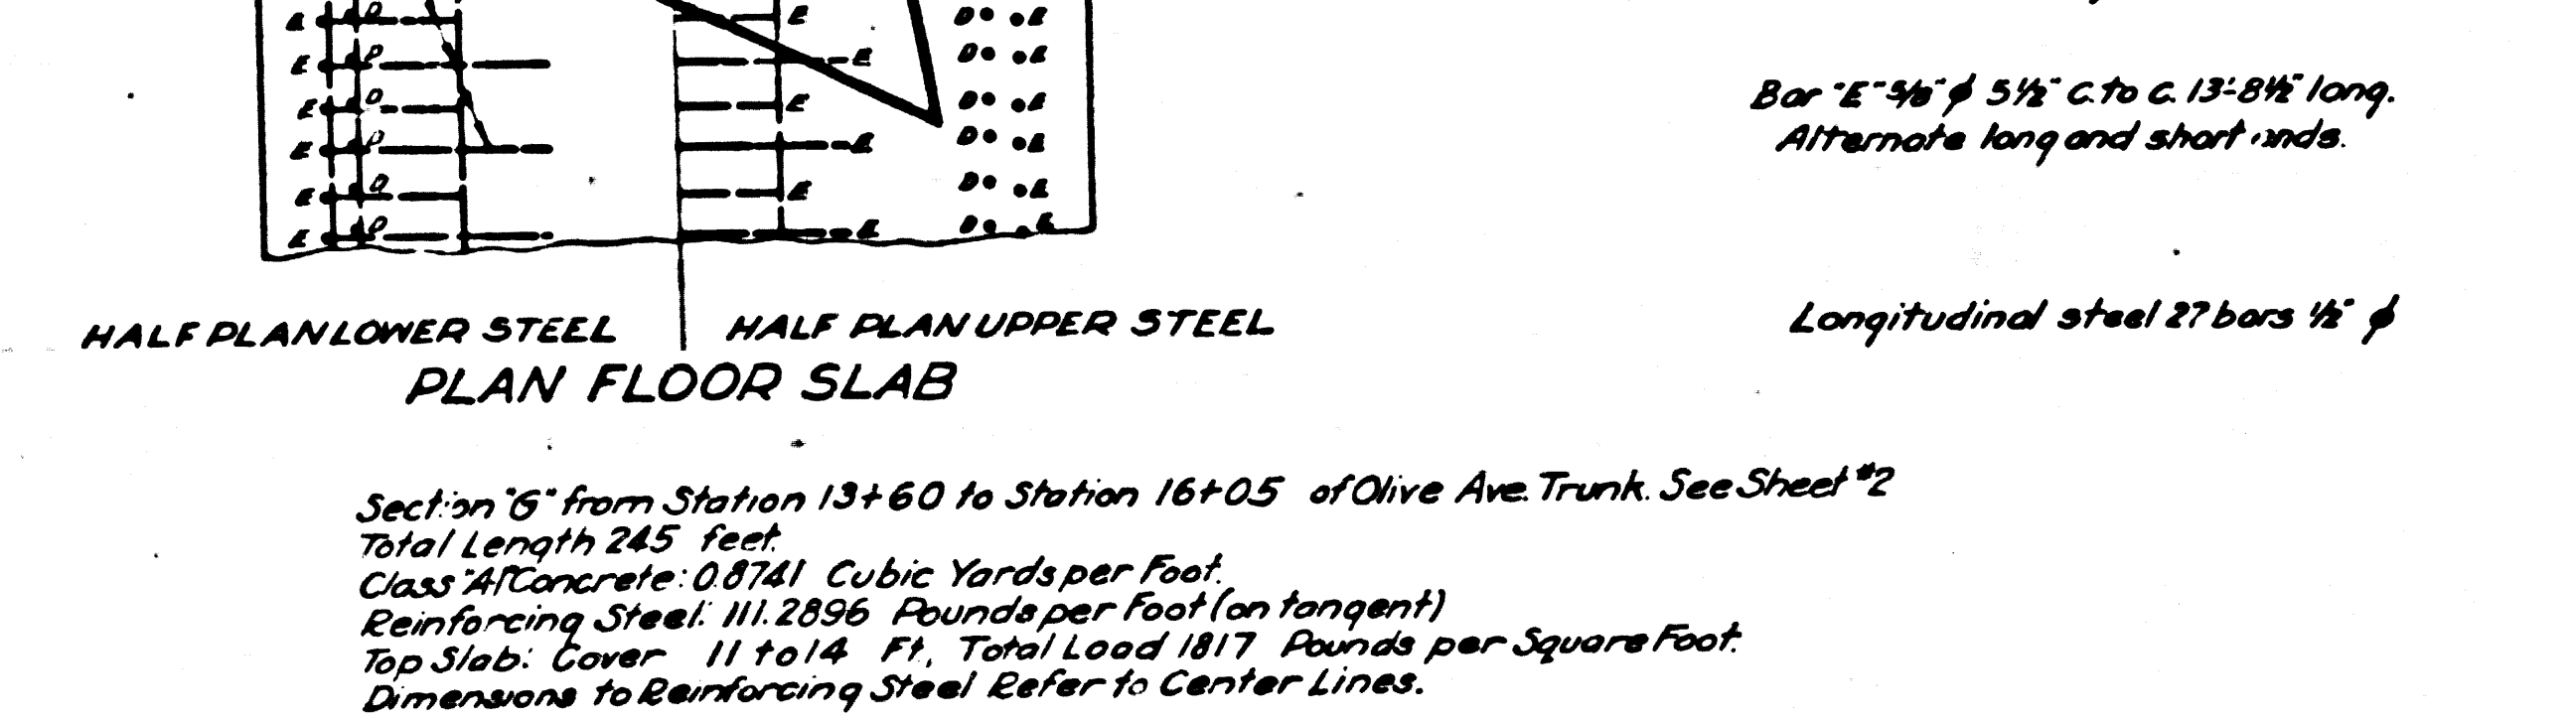 E D E D. .E
E D E D. .E
E D E D. .E
E D E D. .E
E D E D. .E
E D E D. .E
Bar "E" 5/8" ϕ 5½" C. to C. 13'-8½" long.
Alternate long and short ends.
HALF PLAN LOWER STEEL HALF PLAN UPPER STEEL
Longitudinal steel 27 bars ½" ϕ
PLAN FLOOR SLAB
Section "G" from Station 13+60 to Station 16+05 of Olive Ave. Trunk. See Sheet #2
Total Length 245 feet.
Class "A1" Concrete: 0.8741 Cubic Yards per Foot.
Reinforcing Steel: 111.2896 Pounds per Foot (on tangent)
Top Slab: Cover 11 to 14 Ft, Total Load 1817 Pounds per Square Foot.
Dimensions to Reinforcing Steel Refer to Center Lines.